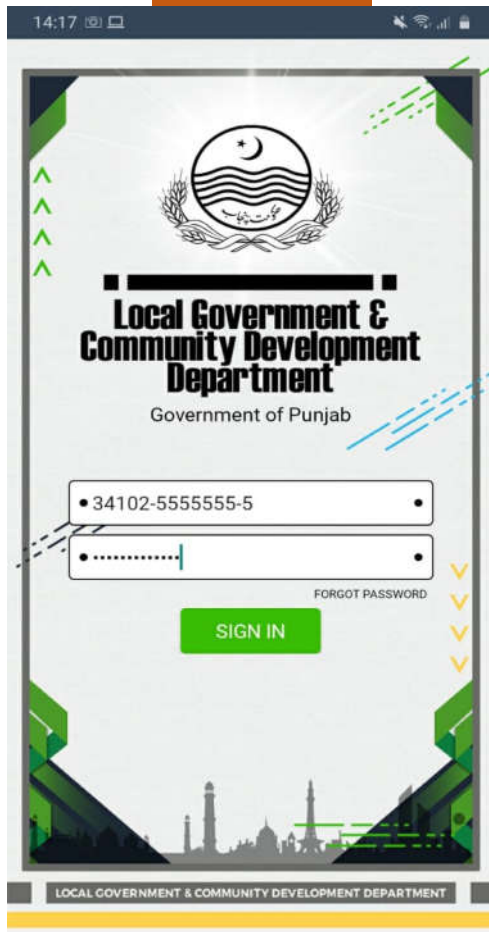 14:17
حکومت پنجاب
Local Government &
Community Development
Department
Government of Punjab
34102-5555555-5
•••••••••••••
FORGOT PASSWORD
SIGN IN
LOCAL GOVERNMENT & COMMUNITY DEVELOPMENT DEPARTMENT